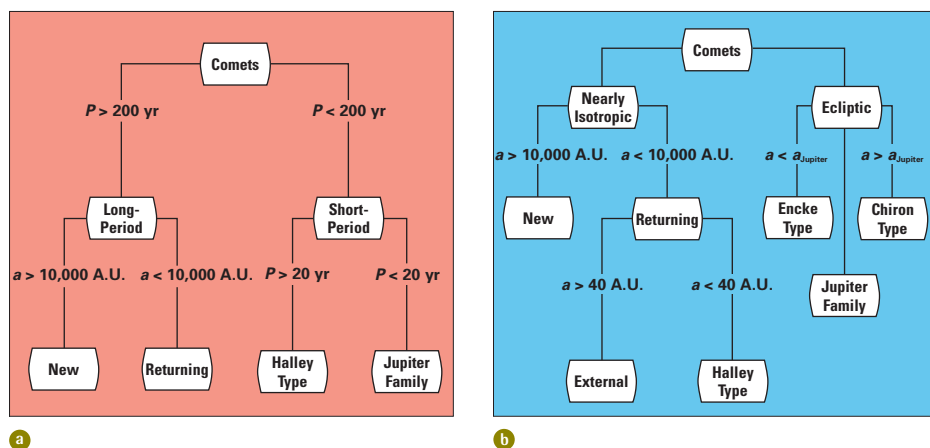 Comets
P > 200 yr
P < 200 yr
Long-
Period
Short-
Period
a > 10,000 A.U.
a < 10,000 A.U.
P > 20 yr
P < 20 yr
New
Returning
Halley
Type
Jupiter
Family
a
Comets
Nearly
Isotropic
Ecliptic
a > 10,000 A.U.
a < 10,000 A.U.
a < aJupiter
a > aJupiter
New
Returning
Encke
Type
Chiron
Type
a > 40 A.U.
a < 40 A.U.
Jupiter
Family
External
Halley
Type
b